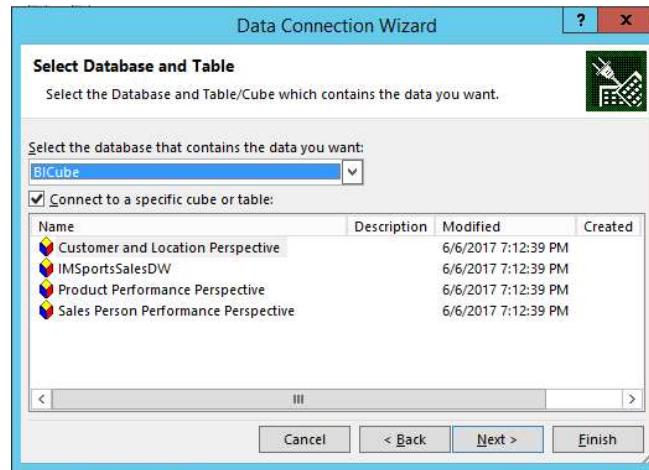 Data Connection Wizard ? x
Select Database and Table
Select the Database and Table/Cube which contains the data you want.
Select the database that contains the data you want:
BICube
Connect to a specific cube or table:
Name Description Modified Created
Customer and Location Perspective 6/6/2017 7:12:39 PM
IMSportsSalesDW 6/6/2017 7:12:39 PM
Product Performance Perspective 6/6/2017 7:12:39 PM
Sales Person Performance Perspective 6/6/2017 7:12:39 PM
Cancel < Back Next > Finish